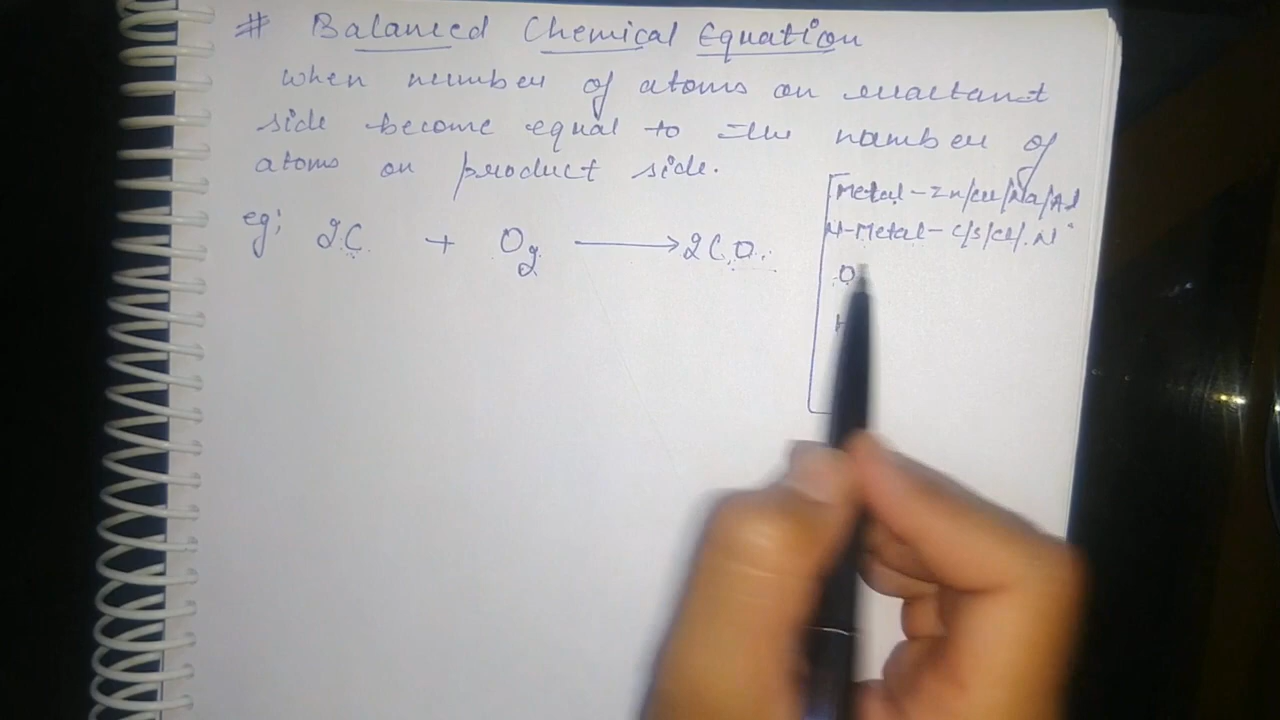 # Balanced Chemical Equation
when number of atoms on reactant
side become equal to the number of
atoms on product side.
eg: 2C + O2 ⟶ 2CO
Metal - Zn/Cu/Na/Al
N-Metal - C/S/Cl/N
O
H